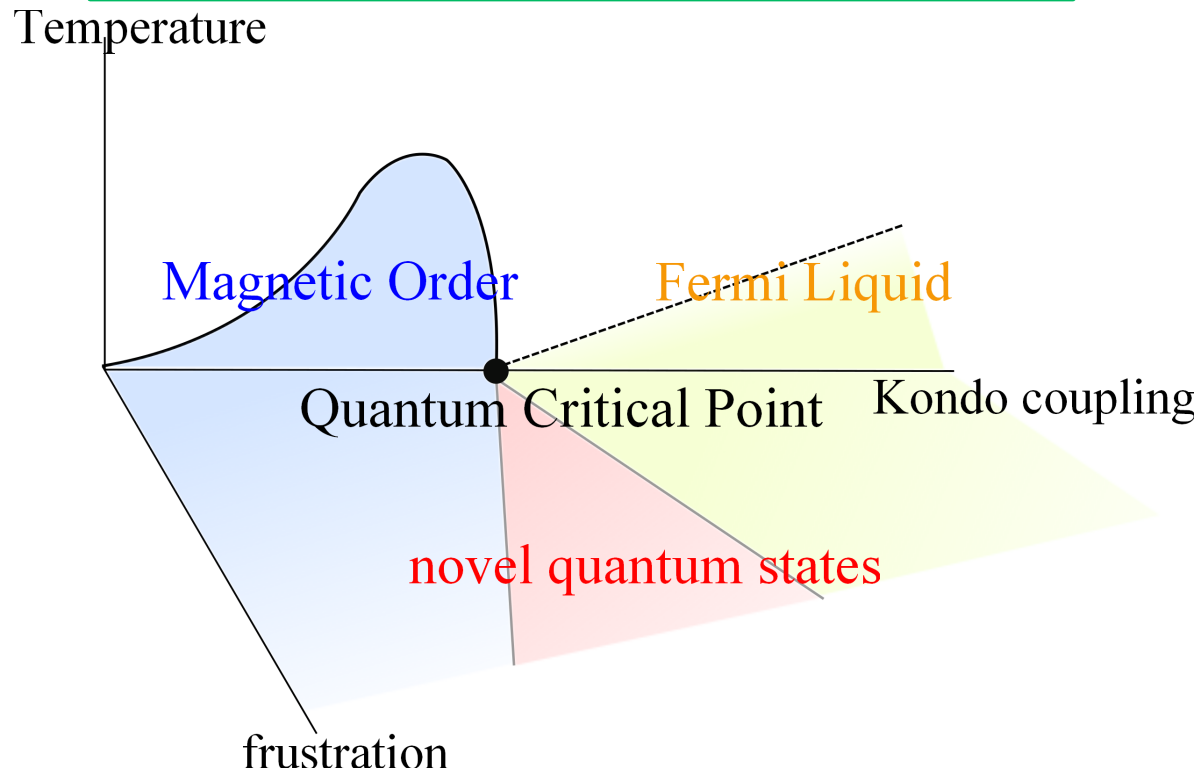 Temperature
Magnetic Order
Fermi Liquid
Quantum Critical Point
Kondo coupling
novel quantum states
frustration